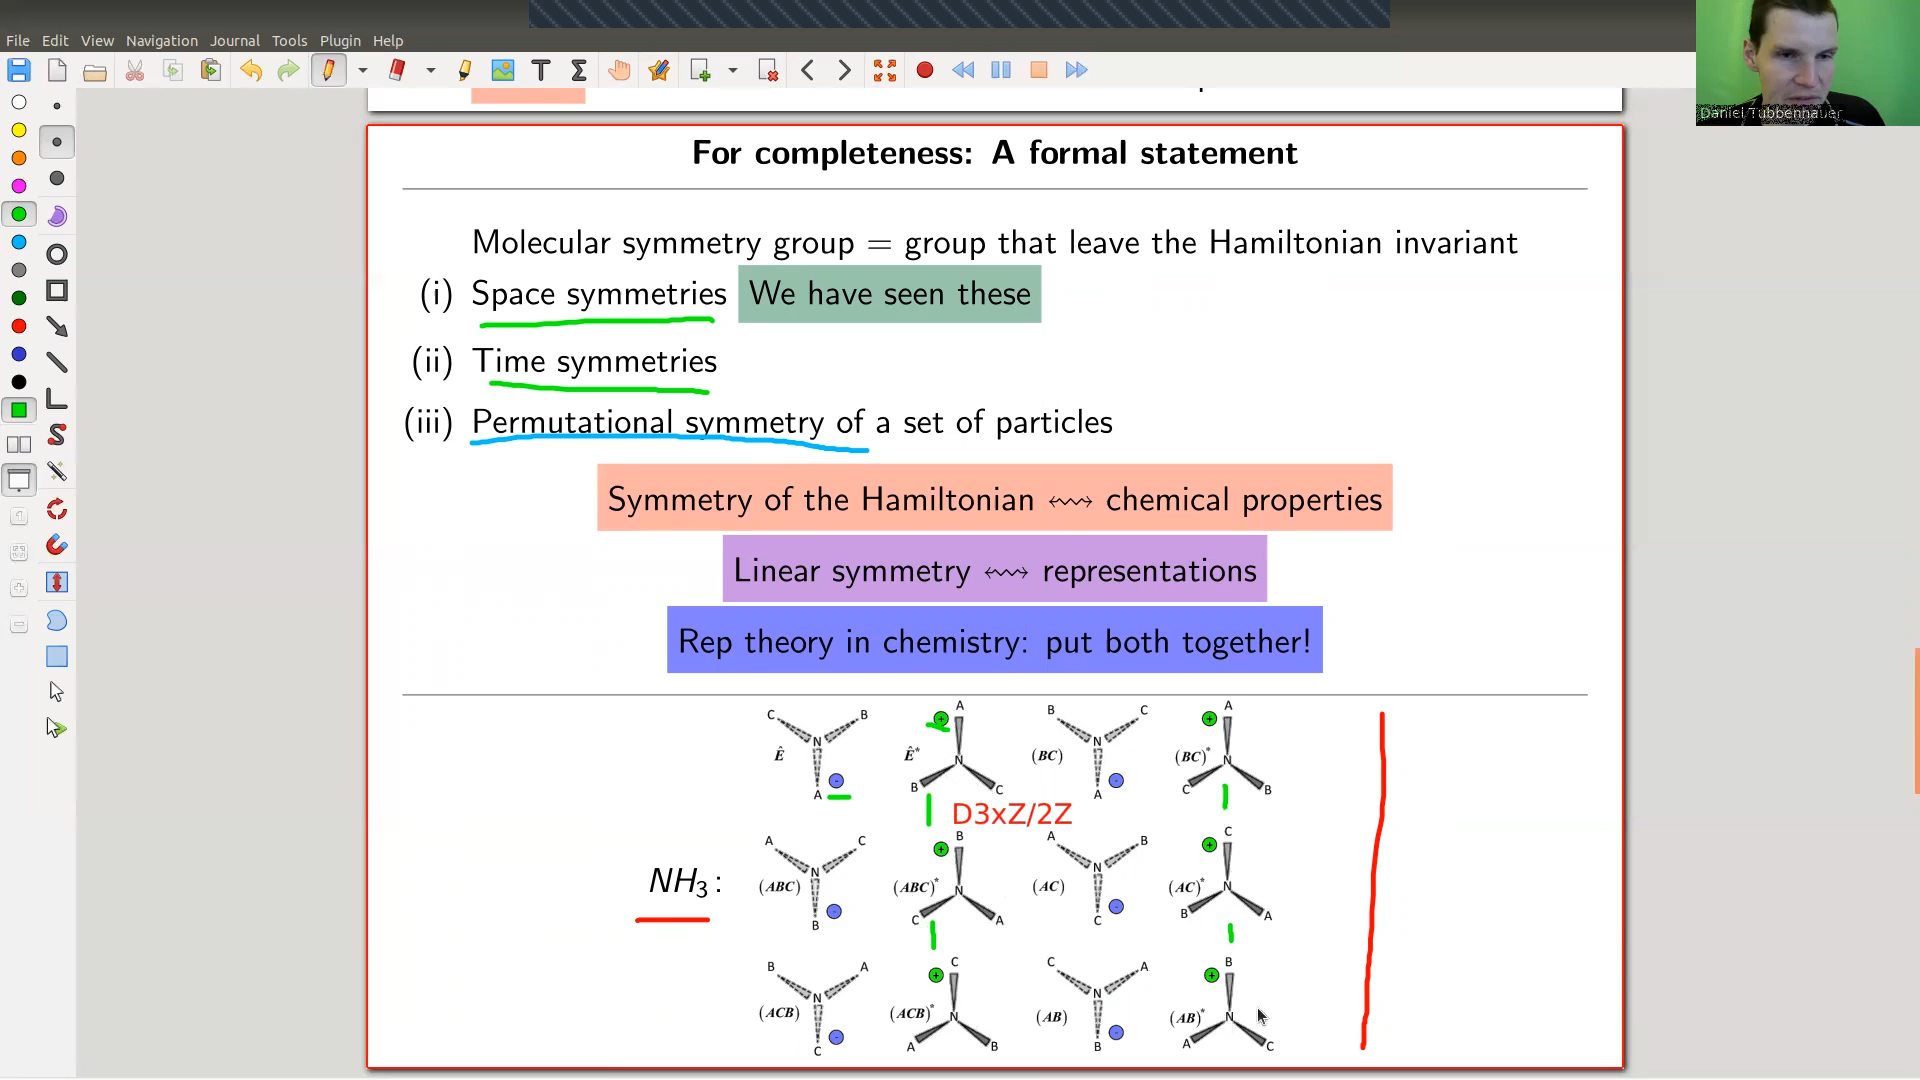 File Edit View Navigation Journal Tools Plugin Help
Daniel Tubbenhauer
For completeness: A formal statement
Molecular symmetry group = group that leave the Hamiltonian invariant
(i) Space symmetries We have seen these
(ii) Time symmetries
(iii) Permutational symmetry of a set of particles
Symmetry of the Hamiltonian ↭ chemical properties
Linear symmetry ↭ representations
Rep theory in chemistry: put both together!
C B N Ê - A
+ A Ê* N B C
B C N (BC) - A
+ A (BC)* N C B
D3xZ/2Z
NH3:
A C N (ABC) - B
+ B (ABC)* N C A
A B N (AC) - C
+ C (AC)* N B A
B A N (ACB) - C
+ C (ACB)* N A B
C A N (AB) - B
+ B (AB)* N A C